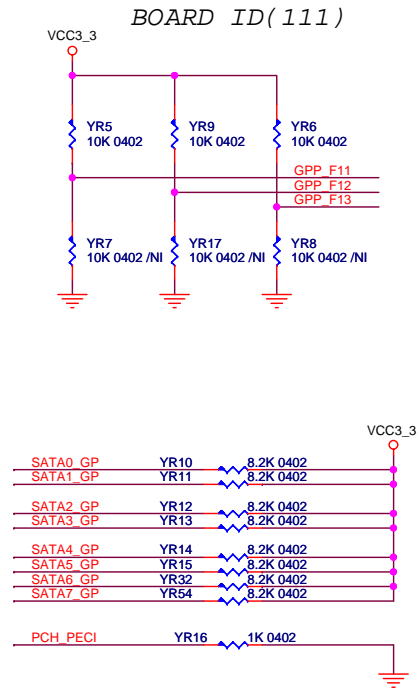 BOARD ID(111)
VCC3_3
YR5 YR9 YR6
10K 0402 10K 0402 10K 0402
GPP_F11
GPP_F12
GPP_F13
YR7 YR17 YR8
10K 0402 /NI 10K 0402 /NI 10K 0402 /NI
VCC3_3
SATA0_GP YR10 8.2K 0402
SATA1_GP YR11 8.2K 0402
SATA2_GP YR12 8.2K 0402
SATA3_GP YR13 8.2K 0402
SATA4_GP YR14 8.2K 0402
SATA5_GP YR15 8.2K 0402
SATA6_GP YR32 8.2K 0402
SATA7_GP YR54 8.2K 0402
PCH_PECI YR16 1K 0402